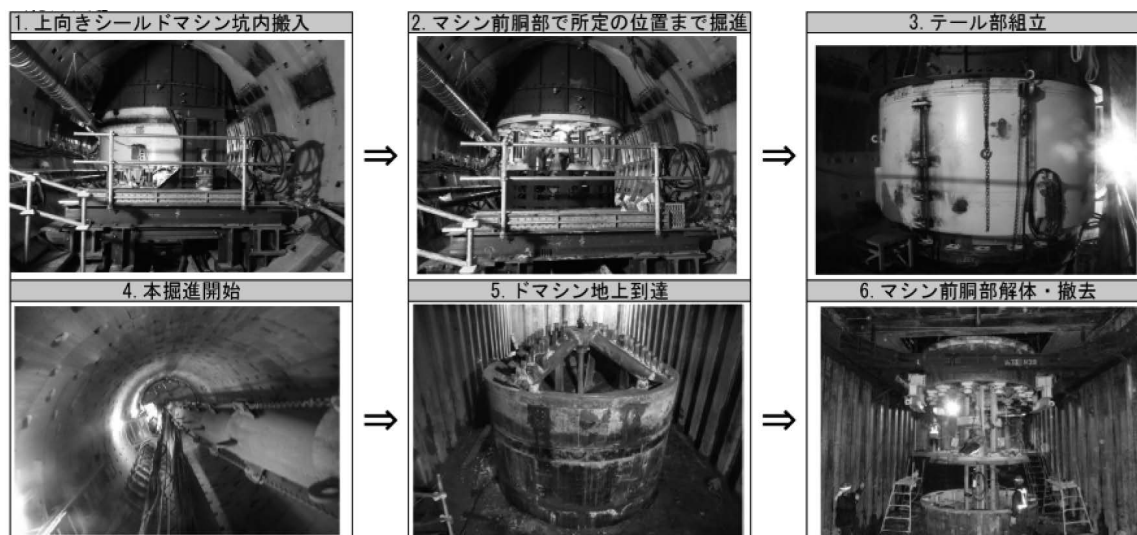 1. 上向きシールドマシン坑内搬入
⇒
2. マシン前胴部で所定の位置まで掘進
⇒
3. テール部組立
4. 本掘進開始
⇒
5. ドマシン地上到達
⇒
6. マシン前胴部解体・撤去